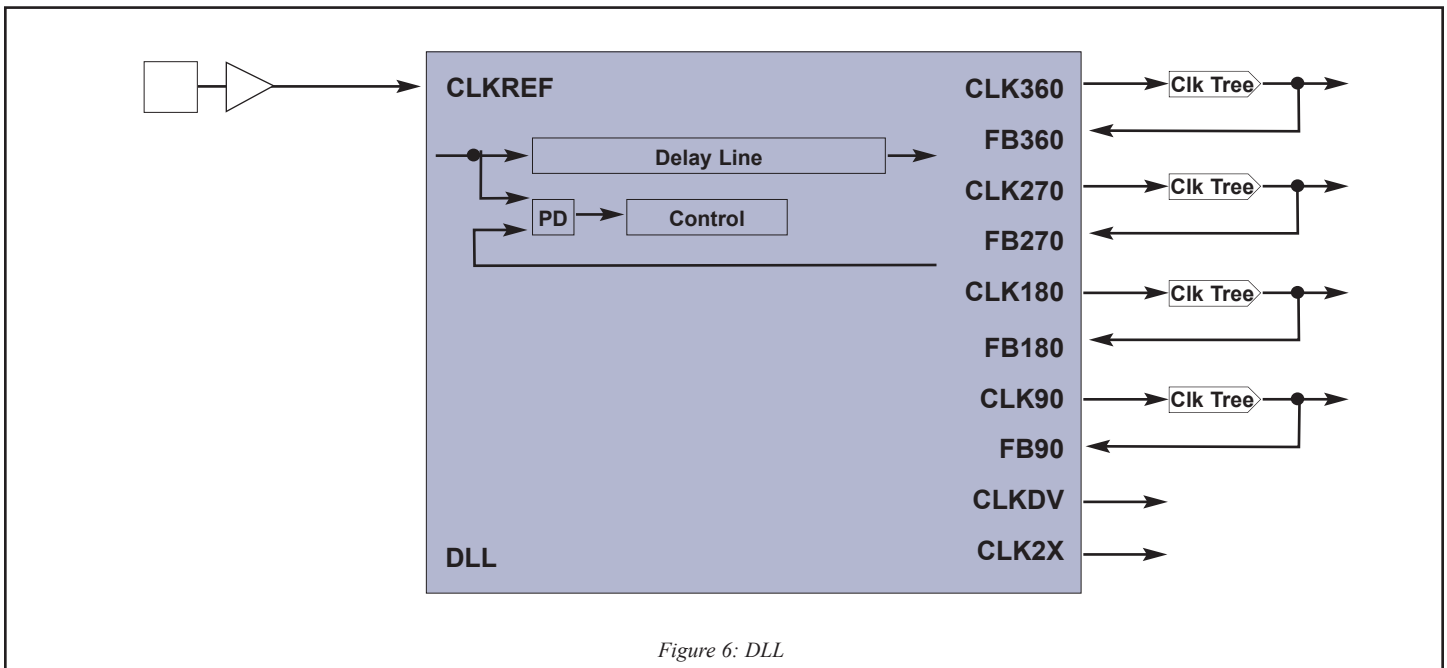 CLKREF
CLK360
Clk Tree
FB360
Delay Line
CLK270
Clk Tree
PD
Control
FB270
CLK180
Clk Tree
FB180
CLK90
Clk Tree
FB90
CLKDV
DLL
CLK2X
Figure 6: DLL